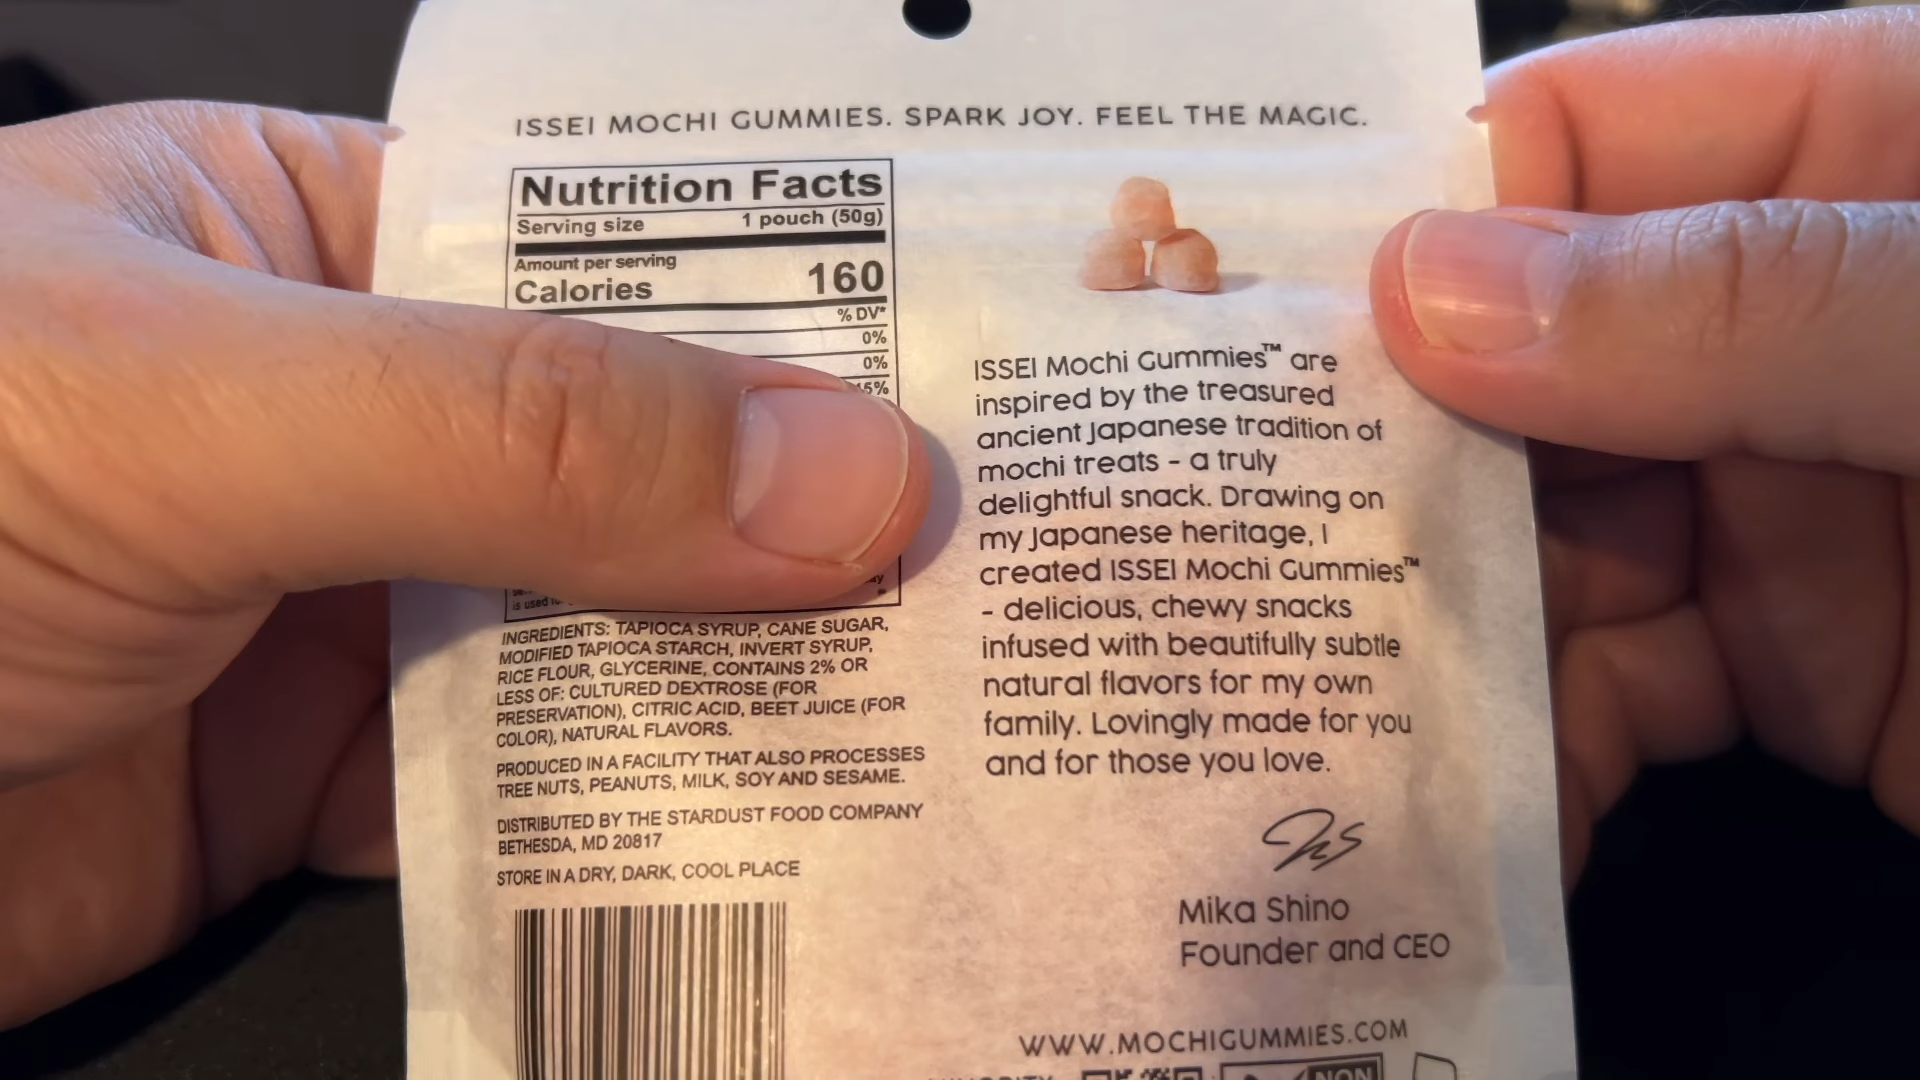 ISSEI MOCHI GUMMIES. SPARK JOY. FEEL THE MAGIC.
Nutrition Facts
Serving size 1 pouch (50g)
Amount per serving
Calories 160
% DV*
0%
0%
5%
is used
INGREDIENTS: TAPIOCA SYRUP, CANE SUGAR,
MODIFIED TAPIOCA STARCH, INVERT SYRUP,
RICE FLOUR, GLYCERINE, CONTAINS 2% OR
LESS OF: CULTURED DEXTROSE (FOR
PRESERVATION), CITRIC ACID, BEET JUICE (FOR
COLOR), NATURAL FLAVORS.
PRODUCED IN A FACILITY THAT ALSO PROCESSES
TREE NUTS, PEANUTS, MILK, SOY AND SESAME.
DISTRIBUTED BY THE STARDUST FOOD COMPANY
BETHESDA, MD 20817
STORE IN A DRY, DARK, COOL PLACE
ISSEI Mochi Gummies™ are
inspired by the treasured
ancient Japanese tradition of
mochi treats - a truly
delightful snack. Drawing on
my Japanese heritage, I
created ISSEI Mochi Gummies™
- delicious, chewy snacks
infused with beautifully subtle
natural flavors for my own
family. Lovingly made for you
and for those you love.
Mika Shino
Founder and CEO
WWW.MOCHIGUMMIES.COM
NON